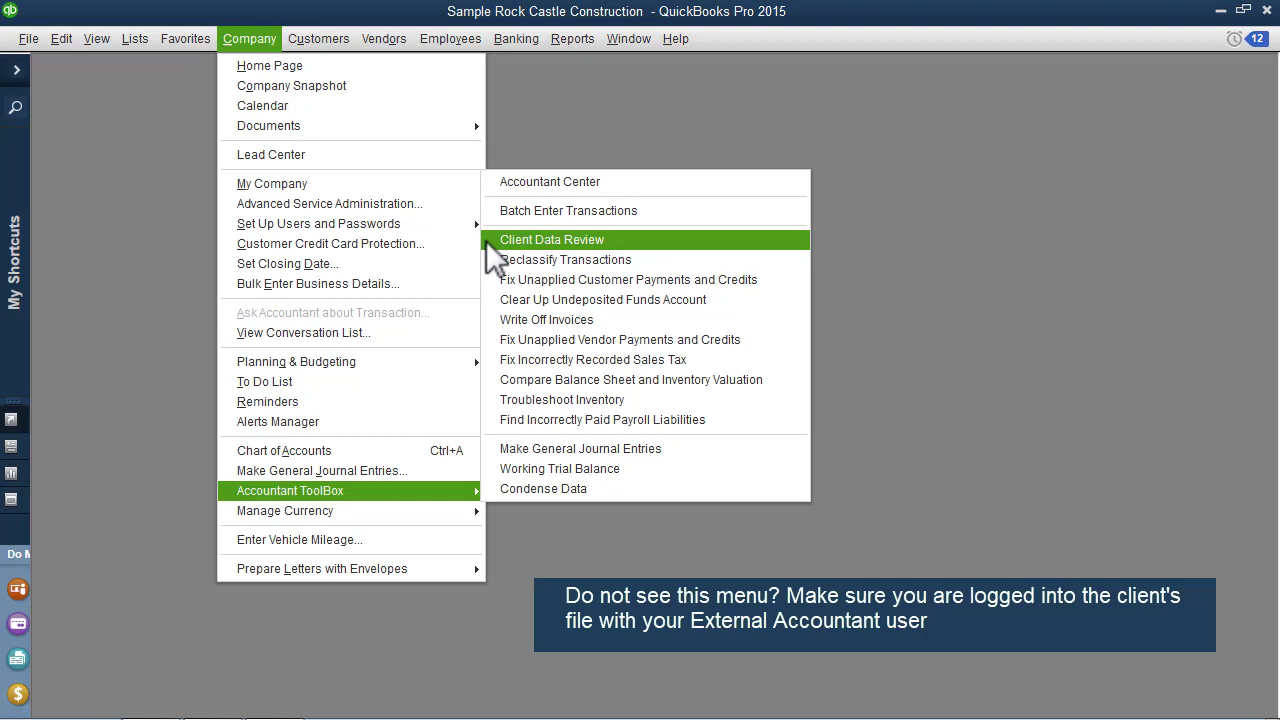 qb
Sample Rock Castle Construction - QuickBooks Pro 2015
File Edit View Lists Favorites Company Customers Vendors Employees Banking Reports Window Help 12
Home Page
Company Snapshot
Calendar
Documents
Lead Center
My Company
Advanced Service Administration...
Set Up Users and Passwords
Customer Credit Card Protection...
Set Closing Date...
Bulk Enter Business Details...
Ask Accountant about Transaction...
View Conversation List...
Planning & Budgeting
To Do List
Reminders
Alerts Manager
Chart of Accounts Ctrl+A
Make General Journal Entries...
Accountant ToolBox
Manage Currency
Enter Vehicle Mileage...
Prepare Letters with Envelopes
Accountant Center
Batch Enter Transactions
Client Data Review
Reclassify Transactions
Fix Unapplied Customer Payments and Credits
Clear Up Undeposited Funds Account
Write Off Invoices
Fix Unapplied Vendor Payments and Credits
Fix Incorrectly Recorded Sales Tax
Compare Balance Sheet and Inventory Valuation
Troubleshoot Inventory
Find Incorrectly Paid Payroll Liabilities
Make General Journal Entries
Working Trial Balance
Condense Data
My Shortcuts
Do M
$
Do not see this menu? Make sure you are logged into the client's
file with your External Accountant user